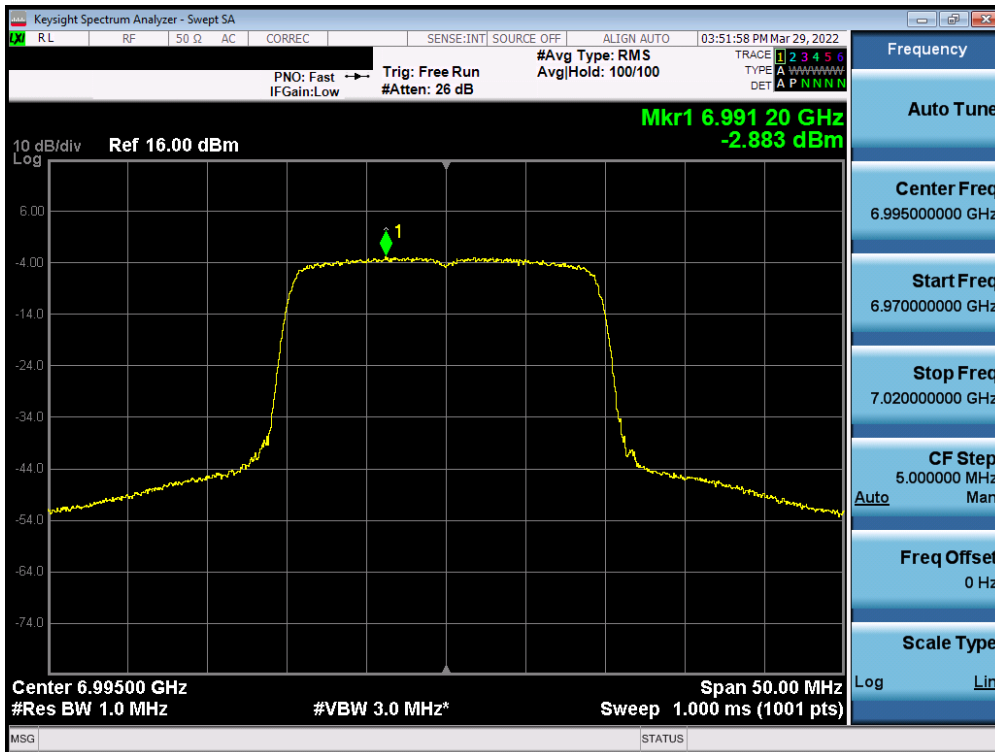 Keysight Spectrum Analyzer - Swept SA
LXI RL RF 50 Ω AC CORREC SENSE:INT SOURCE OFF ALIGN AUTO 03:51:58 PM Mar 29, 2022
PNO: Fast
IFGain:Low
Trig: Free Run
#Atten: 26 dB
#Avg Type: RMS
Avg|Hold: 100/100
TRACE 1 2 3 4 5 6
TYPE A WWWWW
DET A P N N N N
Mkr1 6.991 20 GHz
-2.883 dBm
10 dB/div Ref 16.00 dBm
Log
6.00
-4.00
-14.0
-24.0
-34.0
-44.0
-54.0
-64.0
-74.0
1
Center 6.99500 GHz Span 50.00 MHz
#Res BW 1.0 MHz #VBW 3.0 MHz* Sweep 1.000 ms (1001 pts)
MSG STATUS
Frequency
Auto Tune
Center Freq
6.995000000 GHz
Start Freq
6.970000000 GHz
Stop Freq
7.020000000 GHz
CF Step
5.000000 MHz
Auto Man
Freq Offset
0 Hz
Scale Type
Log Lin